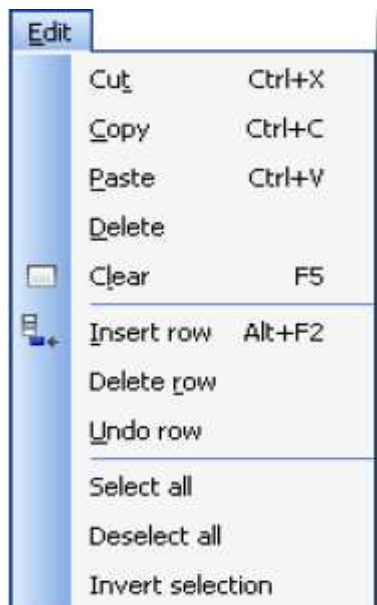 Edit
Cut Ctrl+X
Copy Ctrl+C
Paste Ctrl+V
Delete
Clear F5
Insert row Alt+F2
Delete row
Undo row
Select all
Deselect all
Invert selection